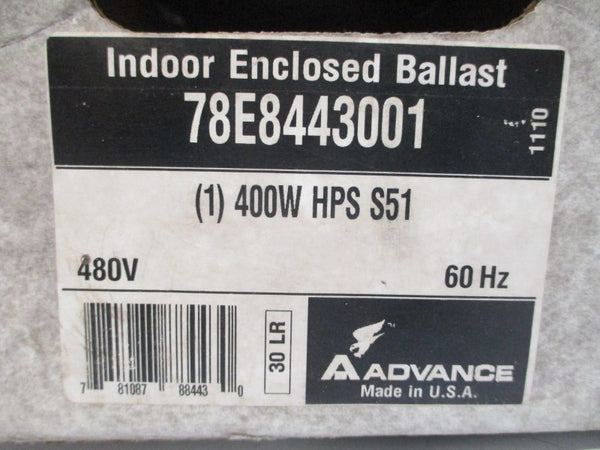 Indoor Enclosed Ballast
78E8443001
1110
(1) 400W HPS S51
480V
60 Hz
7 81087 88443 0
30 LR
™
ADVANCE
Made in U.S.A.